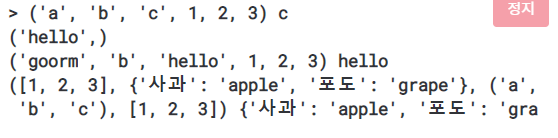 정지
> ('a', 'b', 'c', 1, 2, 3) c
('hello',)
('goorm', 'b', 'hello', 1, 2, 3) hello
([1, 2, 3], {'사과': 'apple', '포도': 'grape'}, ('a',
'b', 'c'), [1, 2, 3]) {'사과': 'apple', '포도': 'gra